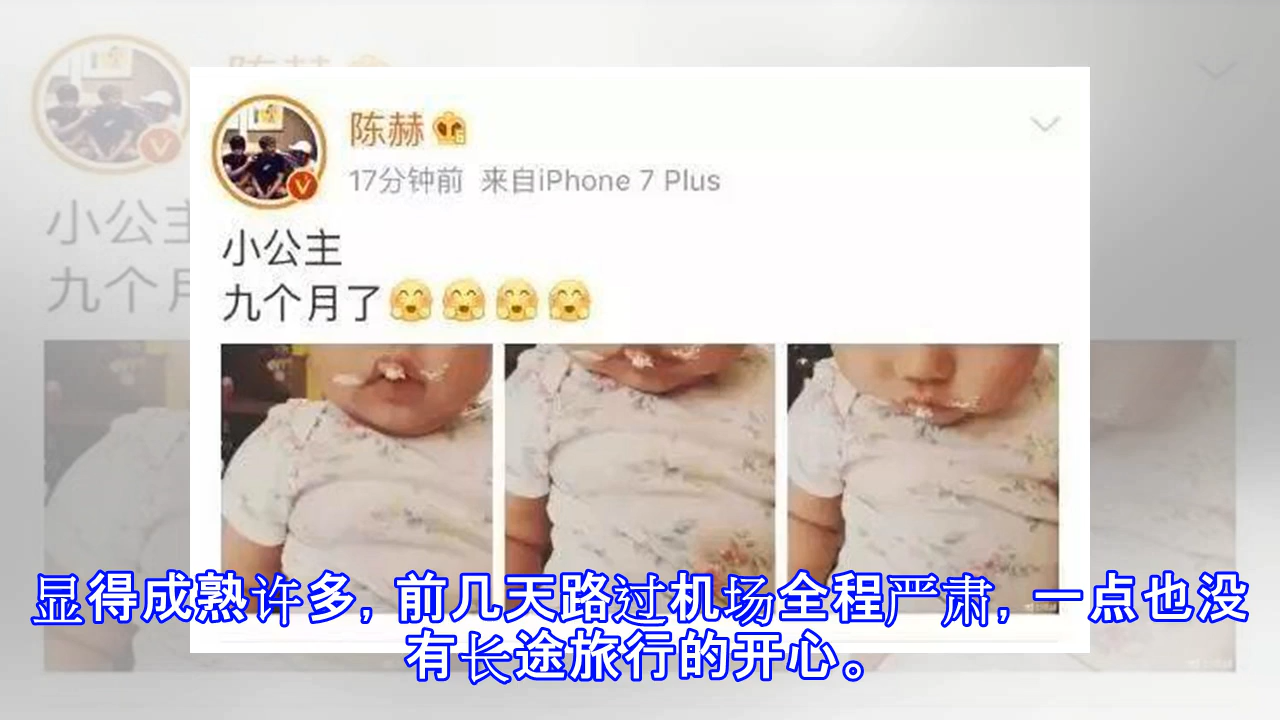 陈赫
17分钟前 来自iPhone 7 Plus
小公主
九个月了
显得成熟许多,前几天路过机场全程严肃,一点也没
有长途旅行的开心。